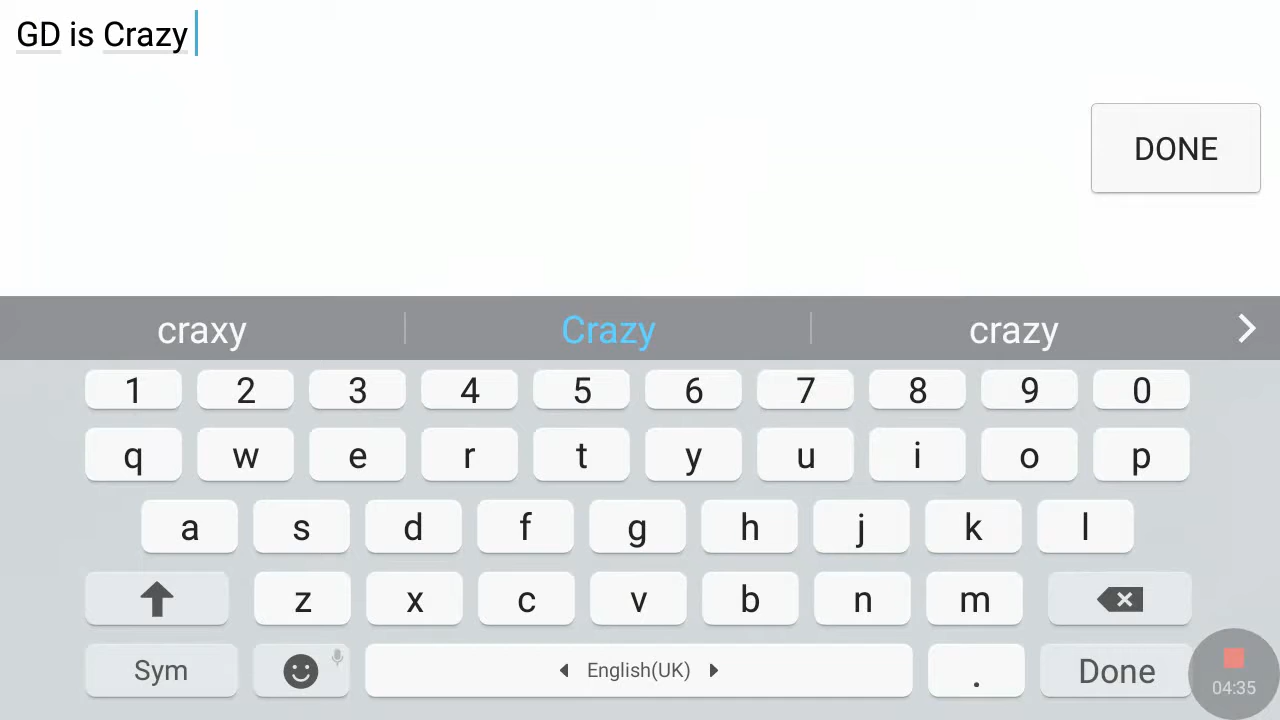 GD is Crazy
DONE
craxy Crazy crazy
1 2 3 4 5 6 7 8 9 0
q w e r t y u i o p
a s d f g h j k l
z x c v b n m
Sym English(UK) . Done
04:35